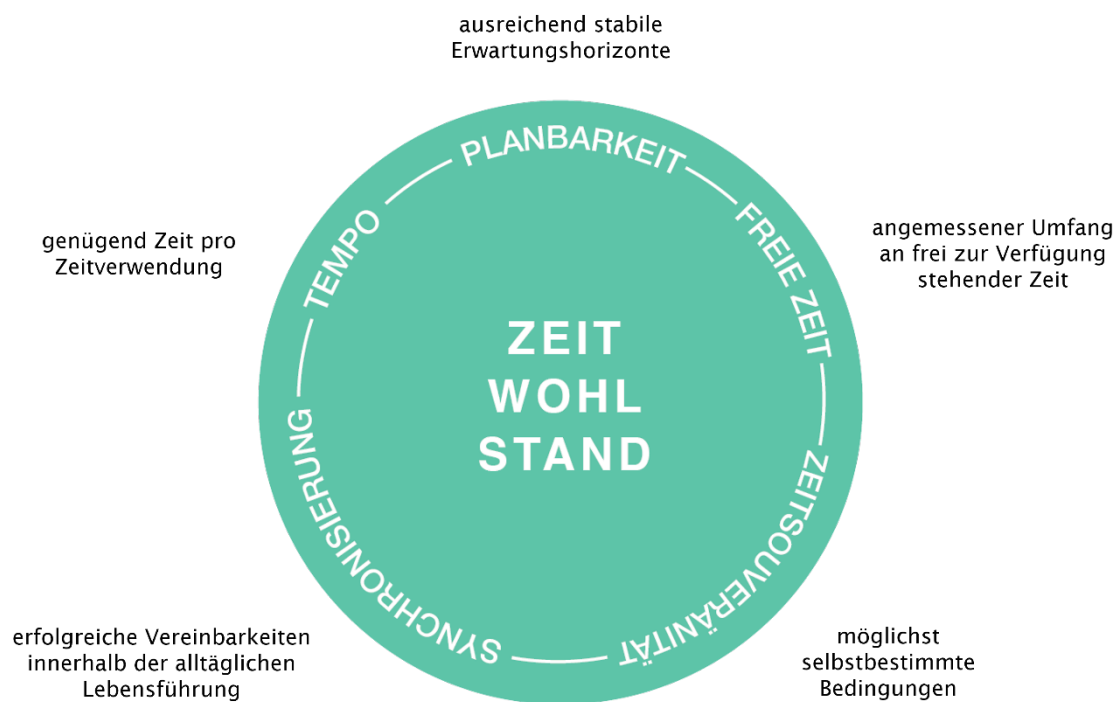 ausreichend stabile
Erwartungshorizonte
PLANBARKEIT
FREIE ZEIT
angemessener Umfang
an frei zur Verfügung
stehender Zeit
ZEITSOUVERÄNITÄT
möglichst
selbstbestimmte
Bedingungen
SYNCHRONISIERUNG
erfolgreiche Vereinbarkeiten
innerhalb der alltäglichen
Lebensführung
TEMPO
genügend Zeit pro
Zeitverwendung
ZEIT
WOHL
STAND